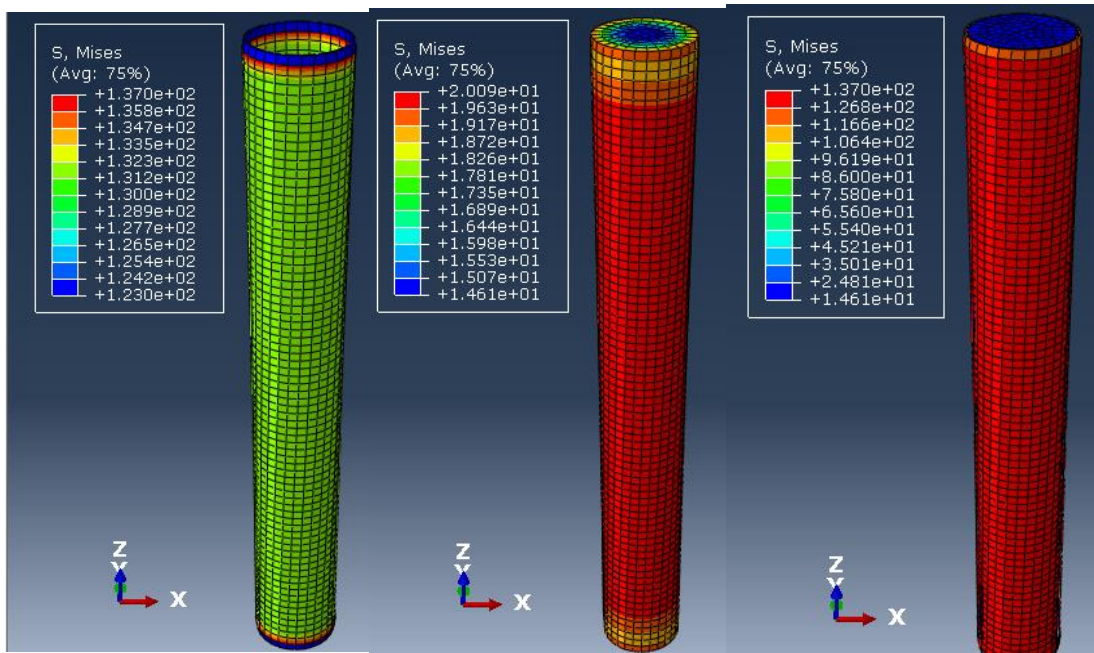 S, Mises
(Avg: 75%)
+1.370e+02
+1.358e+02
+1.347e+02
+1.335e+02
+1.323e+02
+1.312e+02
+1.300e+02
+1.289e+02
+1.277e+02
+1.265e+02
+1.254e+02
+1.242e+02
+1.230e+02
Z
Y
X
S, Mises
(Avg: 75%)
+2.009e+01
+1.963e+01
+1.917e+01
+1.872e+01
+1.826e+01
+1.781e+01
+1.735e+01
+1.689e+01
+1.644e+01
+1.598e+01
+1.553e+01
+1.507e+01
+1.461e+01
Z
Y
X
S, Mises
(Avg: 75%)
+1.370e+02
+1.268e+02
+1.166e+02
+1.064e+02
+9.619e+01
+8.600e+01
+7.580e+01
+6.560e+01
+5.540e+01
+4.521e+01
+3.501e+01
+2.481e+01
+1.461e+01
Z
Y
X